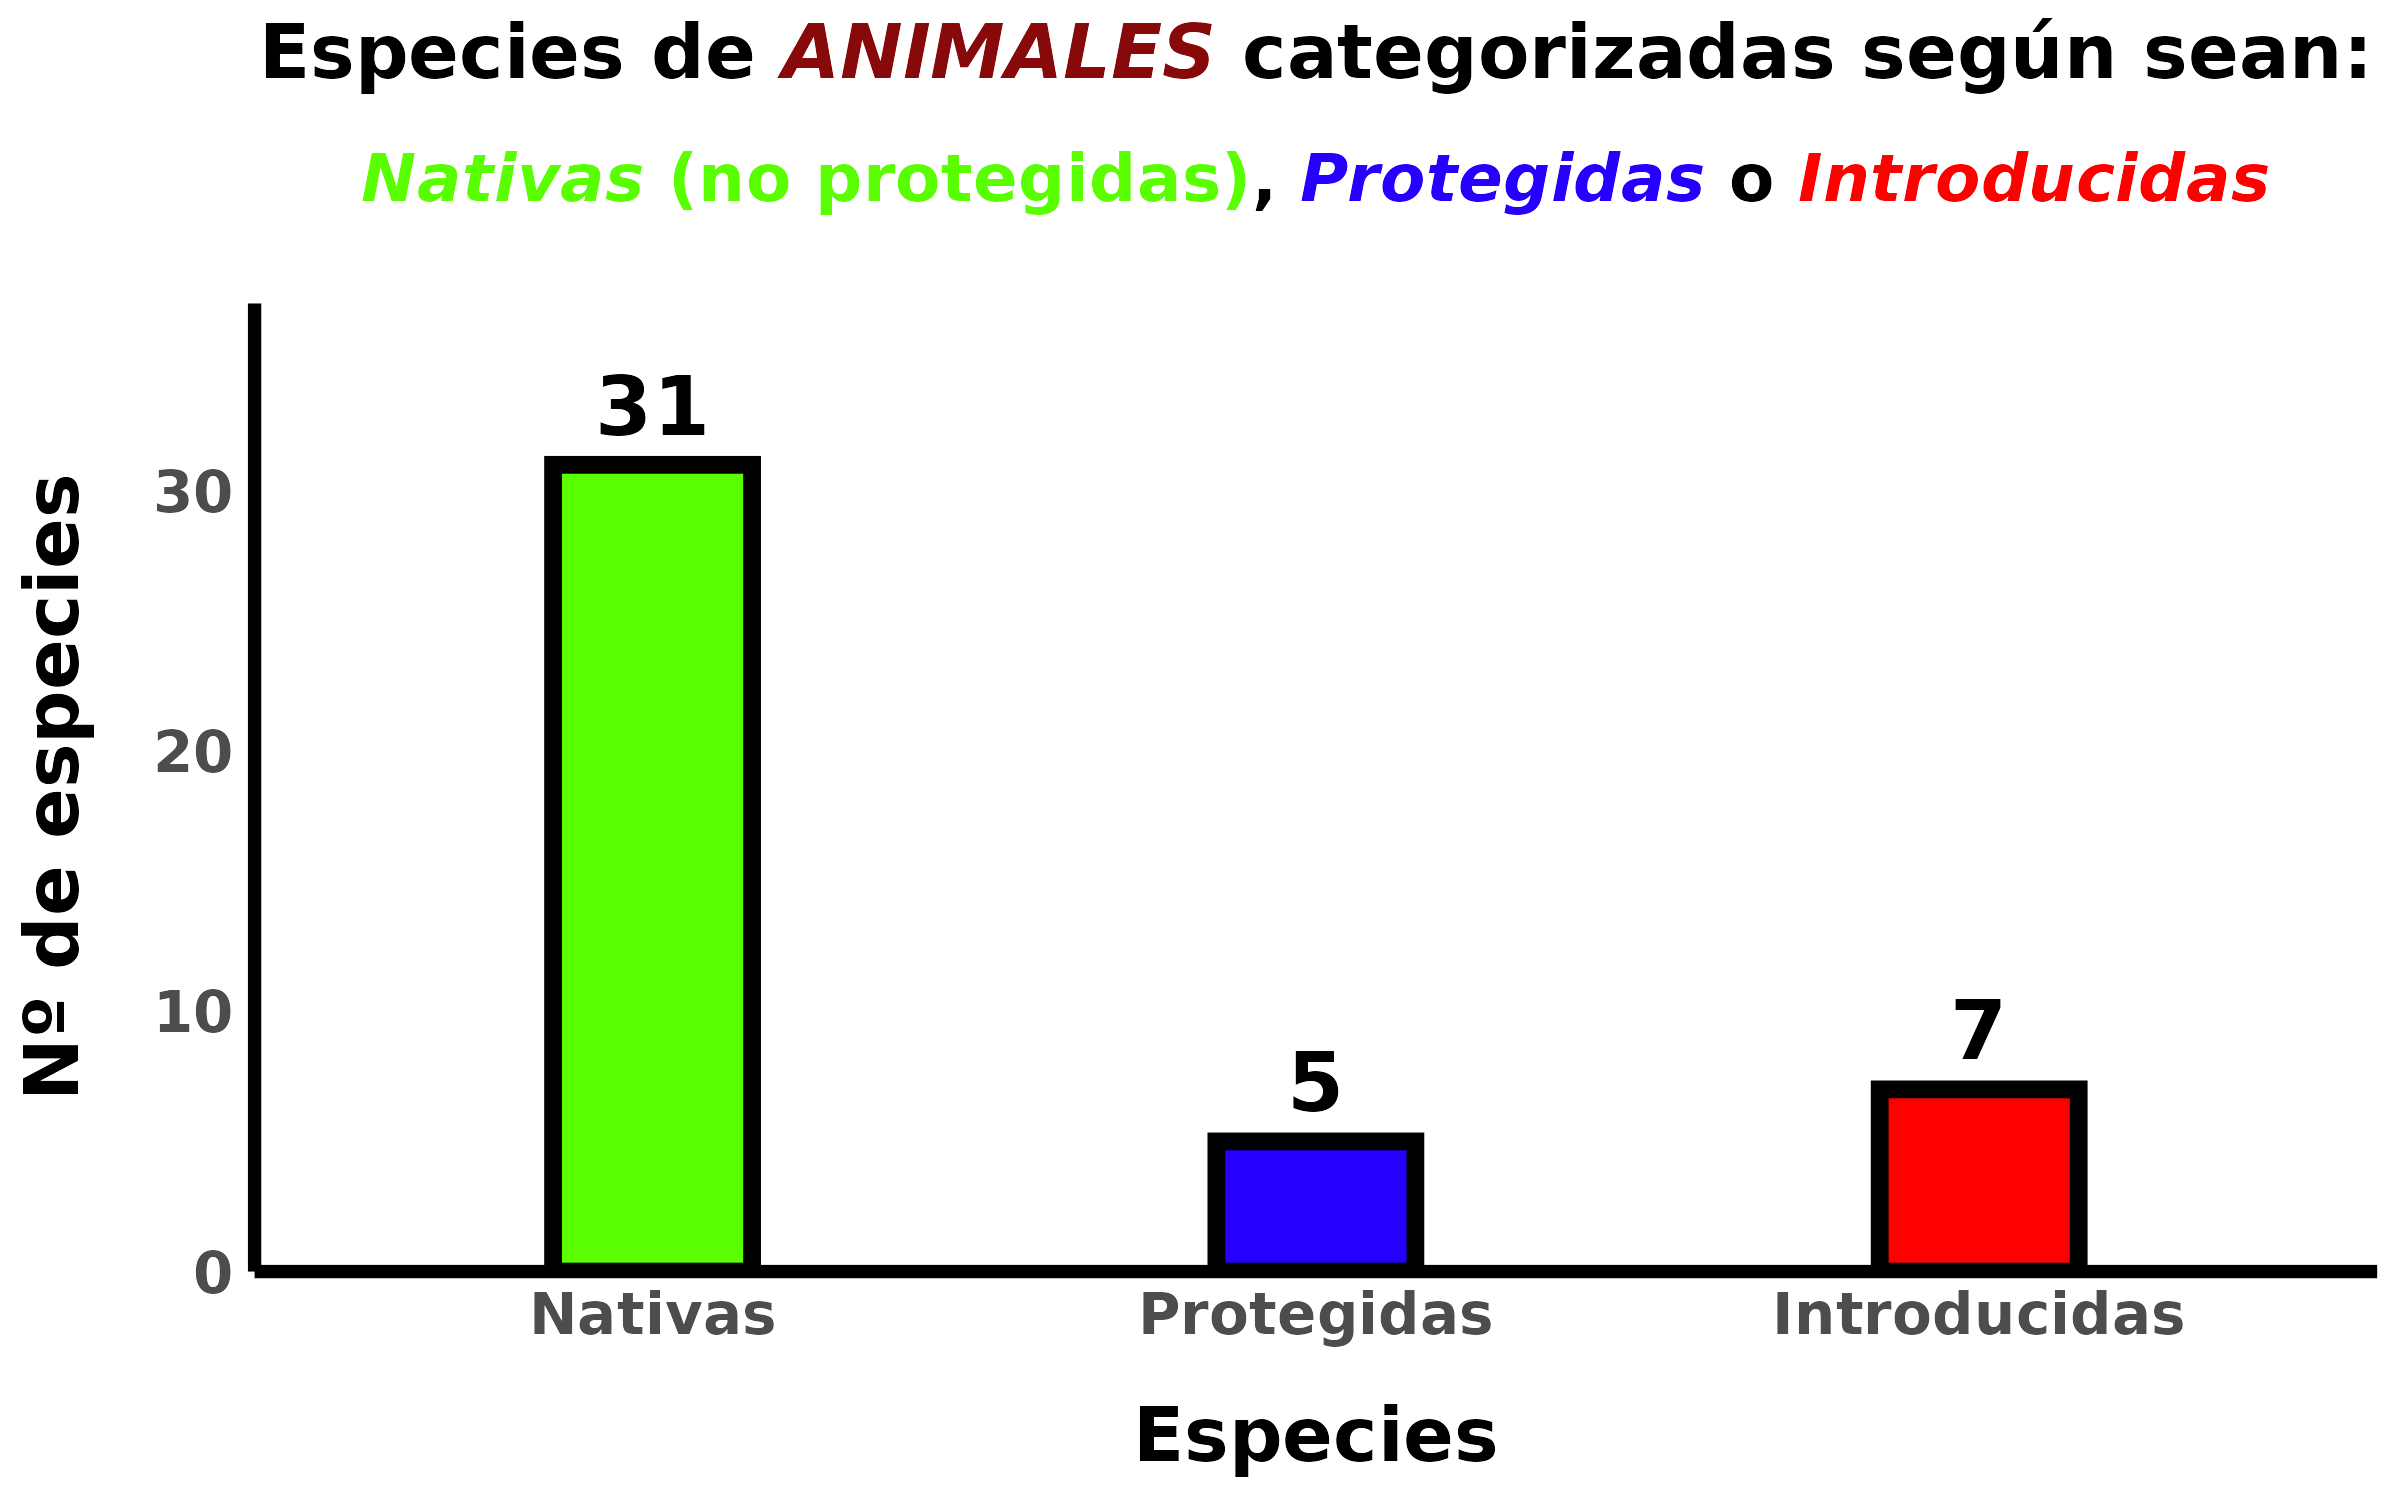 Especies de ANIMALES categorizadas según sean:
Nativas (no protegidas), Protegidas o Introducidas
Nº de especies
30
20
10
0
31
5
7
Nativas
Protegidas
Introducidas
Especies